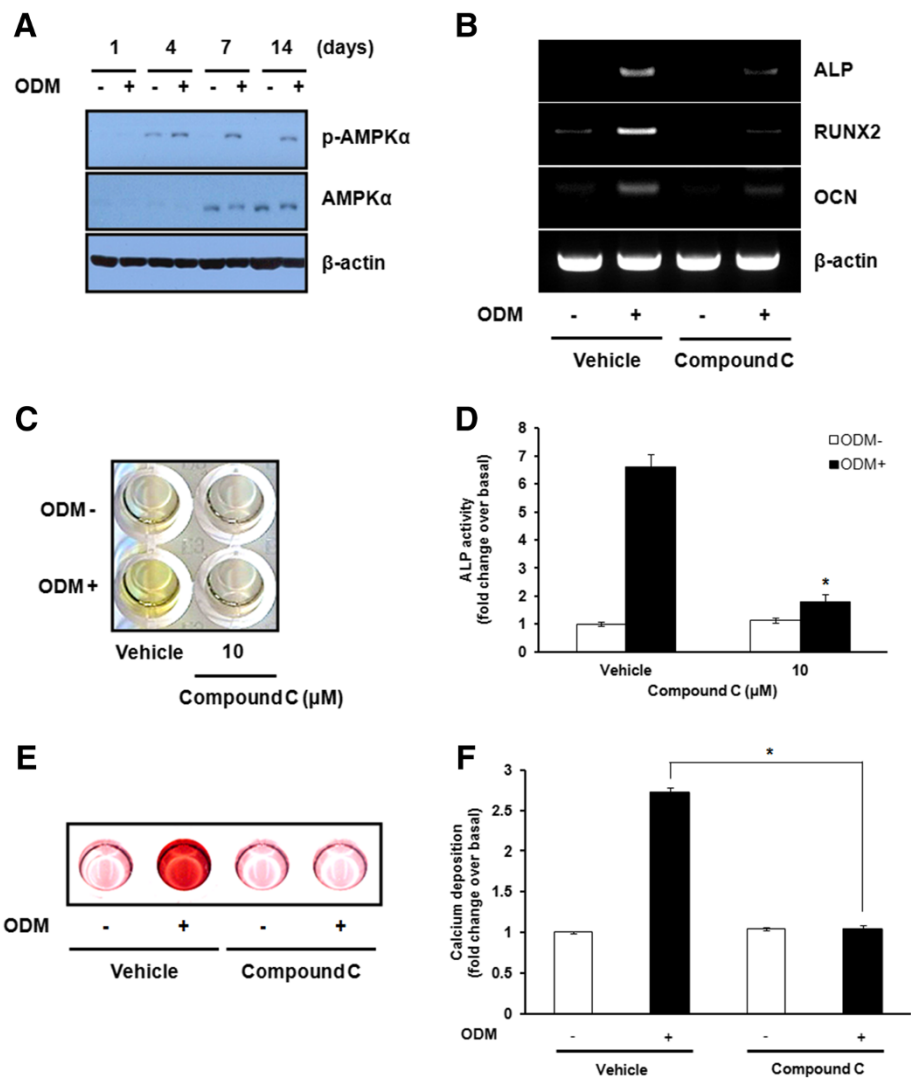 A
1 4 7 14 (days)
ODM - + - + - + - +
p-AMPKα
AMPKα
β-actin
B
ALP
RUNX2
OCN
β-actin
ODM - + - +
Vehicle Compound C
C
ODM -
ODM +
Vehicle 10
Compound C (μM)
D
ALP activity
(fold change over basal)
8
7
6
5
4
3
2
1
0
ODM-
ODM+
*
Vehicle 10
Compound C (μM)
E
ODM - + - +
Vehicle Compound C
F
Calcium deposition
(fold change over basal)
3
2.5
2
1.5
1
0.5
0
*
ODM - + - +
Vehicle Compound C